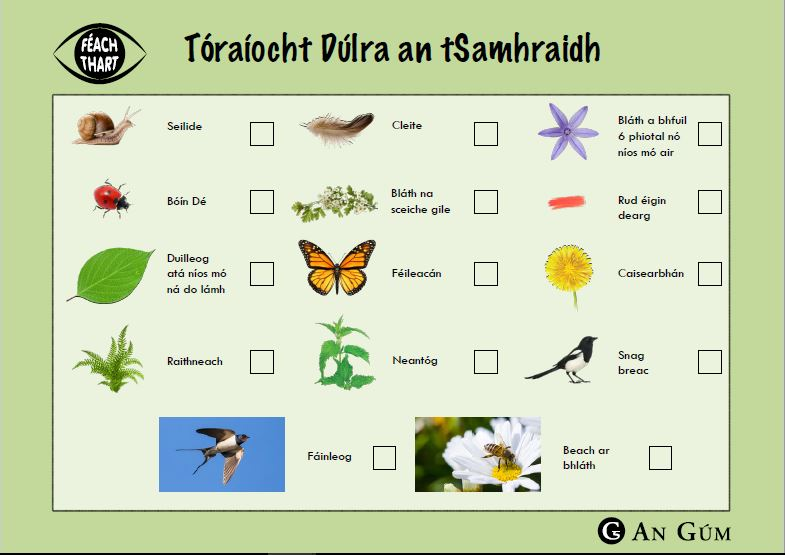 FÉACH
THART
Tóraíocht Dúlra an tSamhraidh
Seilide
Cleite
Bláth a bhfuil
6 phiotal nó
níos mó air
Bóín Dé
Bláth na
sceiche gile
Rud éigin
dearg
Duilleog
atá níos mó
ná do lámh
Féileacán
Caisearbhán
Raithneach
Neantóg
Snag
breac
Fáinleog
Beach ar
bhláth
G An Gúm